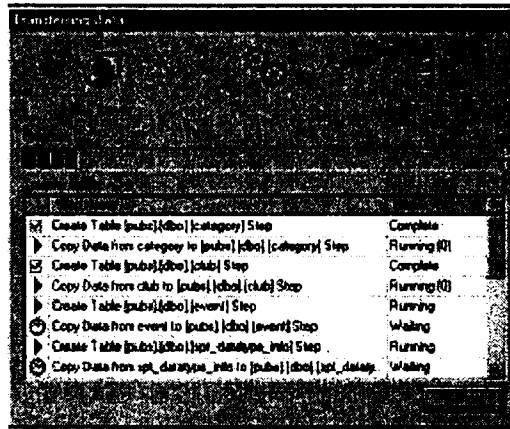 Transferring data
Create Table [pubs].[dbo].[category] Step Complete
Copy Data from category to [pubs].[dbo].[category] Step Running (0)
Create Table [pubs].[dbo].[club] Step Complete
Copy Data from club to [pubs].[dbo].[club] Step Running (0)
Create Table [pubs].[dbo].[event] Step Running
Copy Data from event to [pubs].[dbo].[event] Step Waiting
Create Table [pubs].[dbo].[spt_datatype_info] Step Running
Copy Data from spt_datatype_info to [pubs].[dbo].[spt_dataty... Waiting